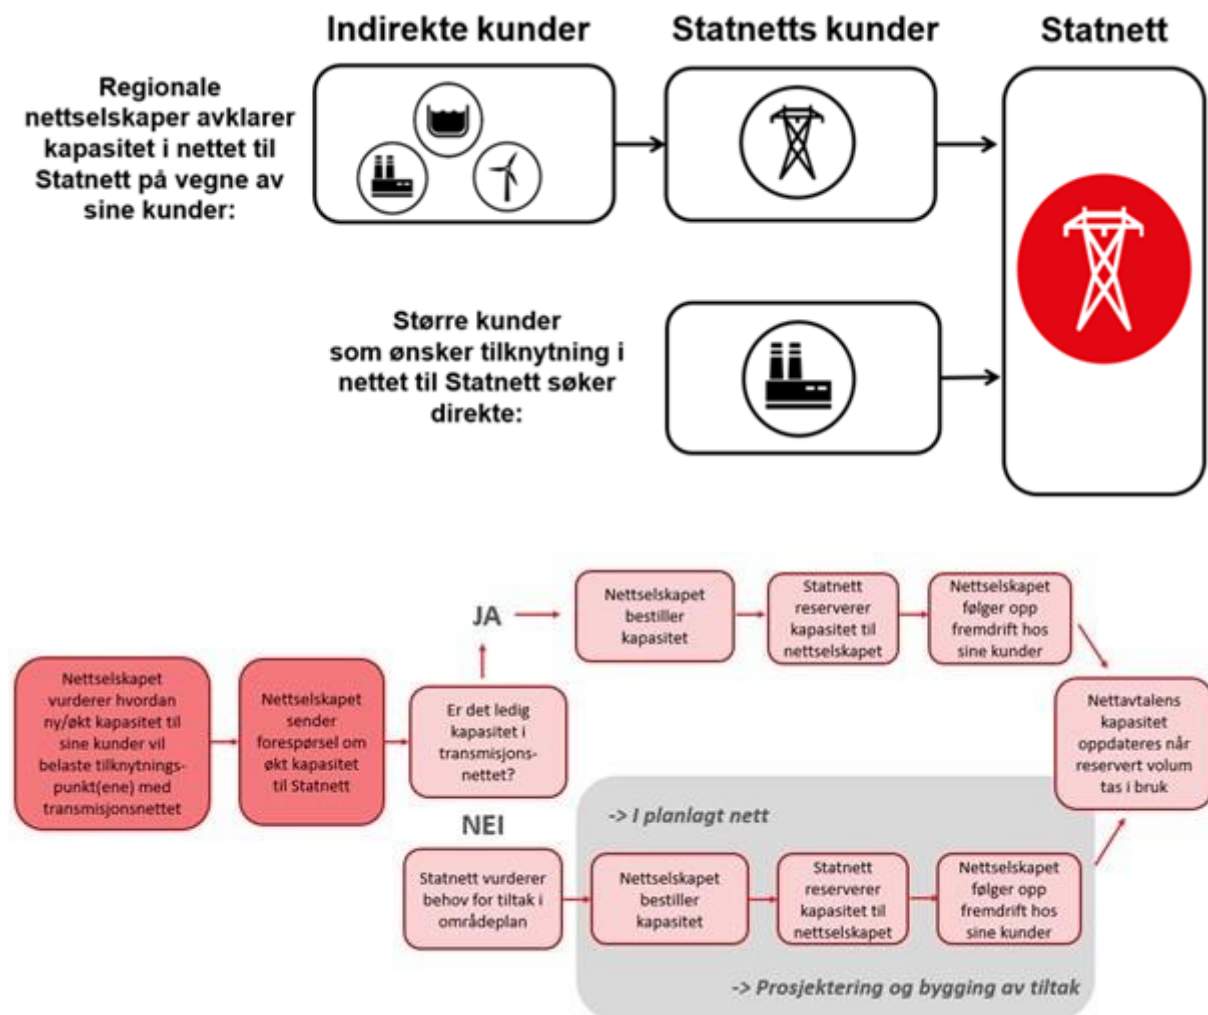 Indirekte kunder
Statnetts kunder
Statnett
Regionale
nettselskaper avklarer
kapasitet i nettet til
Statnett på vegne av
sine kunder:
Større kunder
som ønsker tilknytning i
nettet til Statnett søker
direkte:
Nettselskapet
vurderer hvordan
ny/økt kapasitet til
sine kunder vil
belaste tilknytnings-
punkt(ene) med
transmisjonsnettet
Nettselskapet
sender
forespørsel om
økt kapasitet
til Statnett
Er det ledig
kapasitet i
transmisjons-
nettet?
JA
Nettselskapet
bestiller
kapasitet
Statnett
reserverer
kapasitet til
nettselskapet
Nettselskapet
følger opp
fremdrift hos
sine kunder
Nettavtalens
kapasitet
oppdateres når
reservert volum
tas i bruk
NEI
Statnett vurderer
behov for tiltak i
områdeplan
-> I planlagt nett
Nettselskapet
bestiller
kapasitet
Statnett
reserverer
kapasitet til
nettselskapet
Nettselskapet
følger opp
fremdrift hos
sine kunder
-> Prosjektering og bygging av tiltak